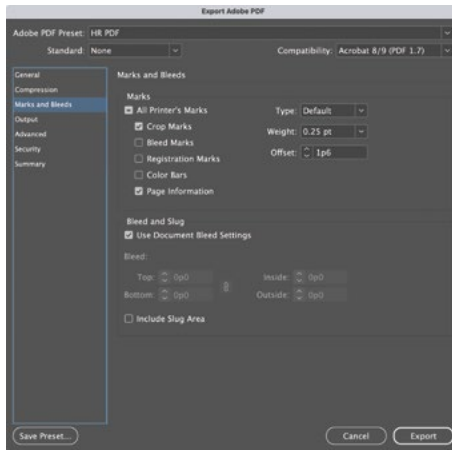 Export Adobe PDF
Adobe PDF Preset: HR PDF
Standard: None Compatibility: Acrobat 8/9 (PDF 1.7)
General
Compression
Marks and Bleeds
Output
Advanced
Security
Summary
Marks and Bleeds
Marks
All Printer's Marks Type: Default
Crop Marks Weight: 0.25 pt
Bleed Marks Offset: 1p6
Registration Marks
Color Bars
Page Information
Bleed and Slug
Use Document Bleed Settings
Bleed:
Top: 0p0 Inside: 0p0
Bottom: 0p0 Outside: 0p0
Include Slug Area
Save Preset... Cancel Export